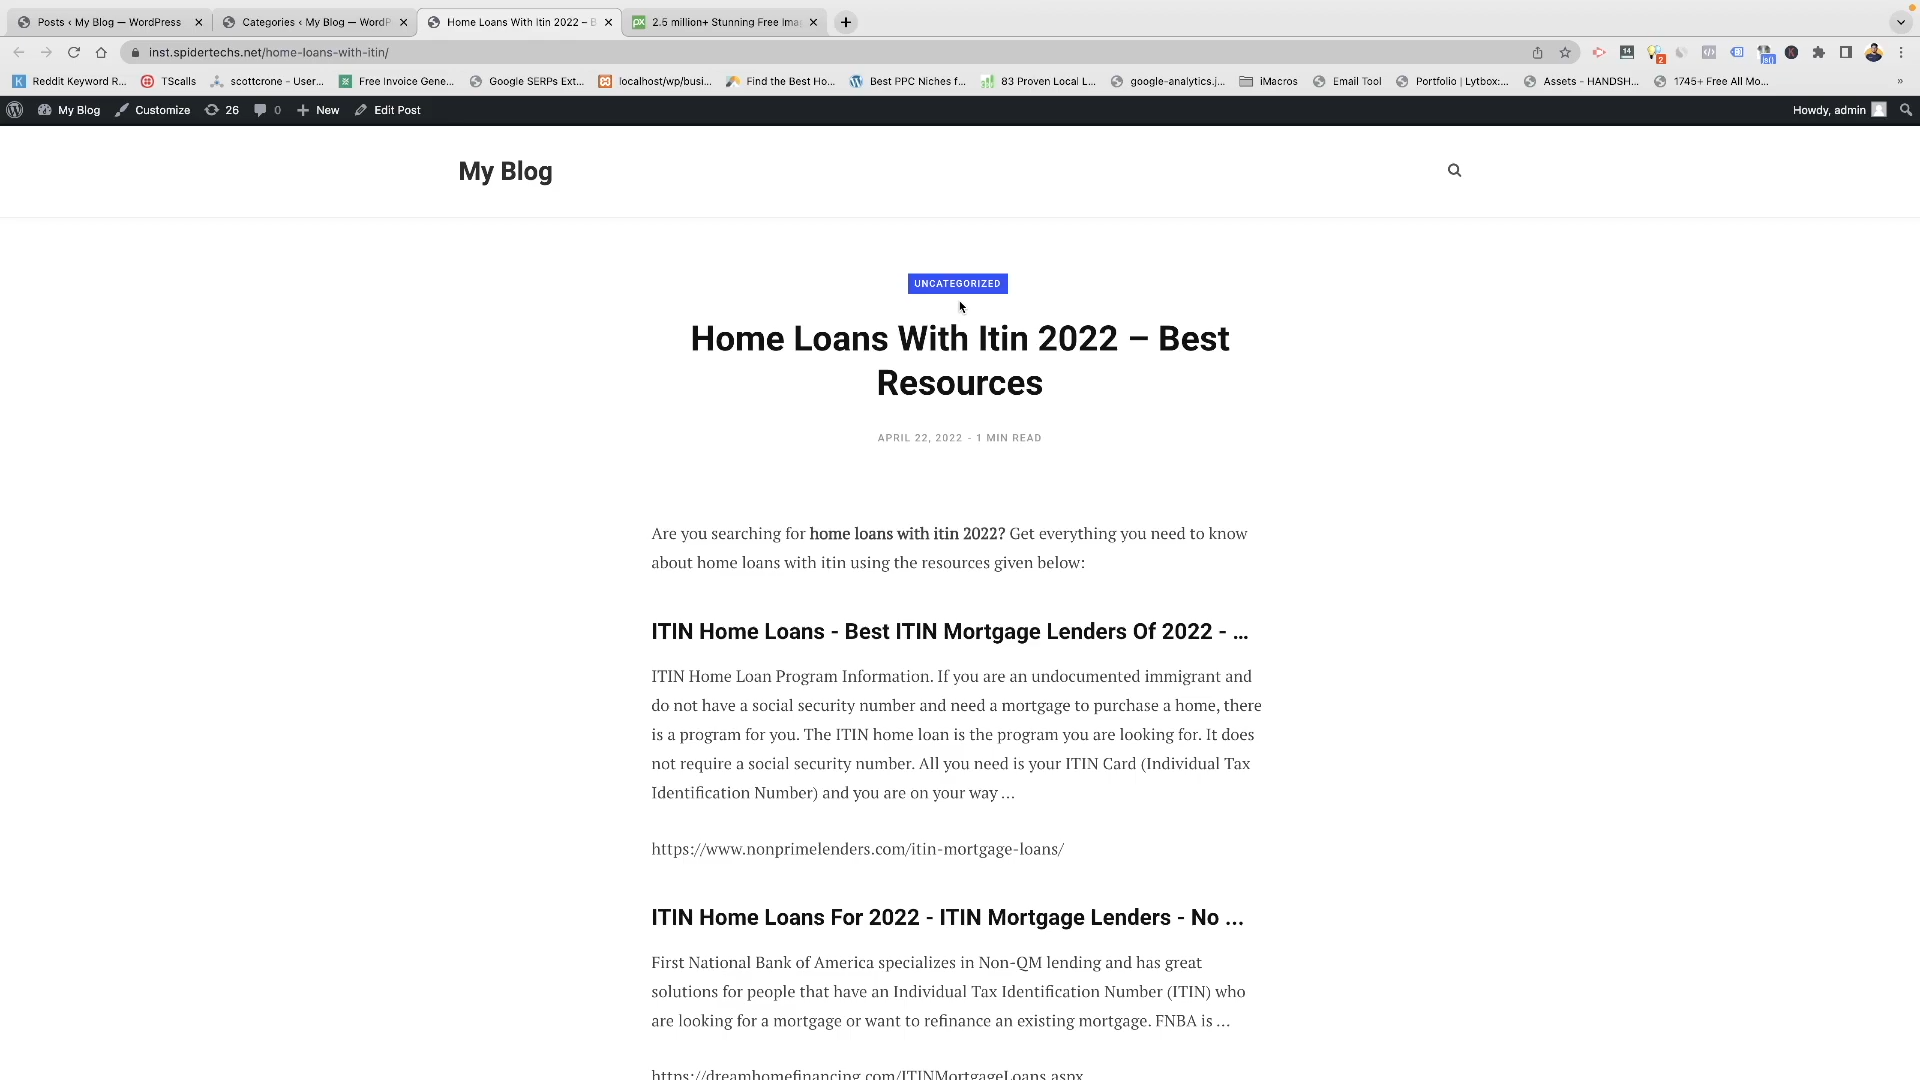 Posts ‹ My Blog — WordPress
Categories ‹ My Blog — WordP
Home Loans With Itin 2022 – B
2.5 million+ Stunning Free Ima
inst.spidertechs.net/home-loans-with-itin/
14
2
Reddit Keyword R...
TScalls
scottcrone - User...
Free Invoice Gene...
Google SERPs Ext...
localhost/wp/busi...
Find the Best Ho...
Best PPC Niches f...
83 Proven Local L...
google-analytics.j...
iMacros
Email Tool
Portfolio | Lytbox:...
Assets - HANDSH...
1745+ Free All Mo...
»
My Blog
Customize
26
0
New
Edit Post
Howdy, admin
My Blog
UNCATEGORIZED
Home Loans With Itin 2022 – Best
Resources
APRIL 22, 2022 - 1 MIN READ
Are you searching for home loans with itin 2022? Get everything you need to know
about home loans with itin using the resources given below:
ITIN Home Loans - Best ITIN Mortgage Lenders Of 2022 - …
ITIN Home Loan Program Information. If you are an undocumented immigrant and
do not have a social security number and need a mortgage to purchase a home, there
is a program for you. The ITIN home loan is the program you are looking for. It does
not require a social security number. All you need is your ITIN Card (Individual Tax
Identification Number) and you are on your way …
https://www.nonprimelenders.com/itin-mortgage-loans/
ITIN Home Loans For 2022 - ITIN Mortgage Lenders - No ...
First National Bank of America specializes in Non-QM lending and has great
solutions for people that have an Individual Tax Identification Number (ITIN) who
are looking for a mortgage or want to refinance an existing mortgage. FNBA is …
https://dreamhomefinancing.com/ITINMortgageLoans.aspx